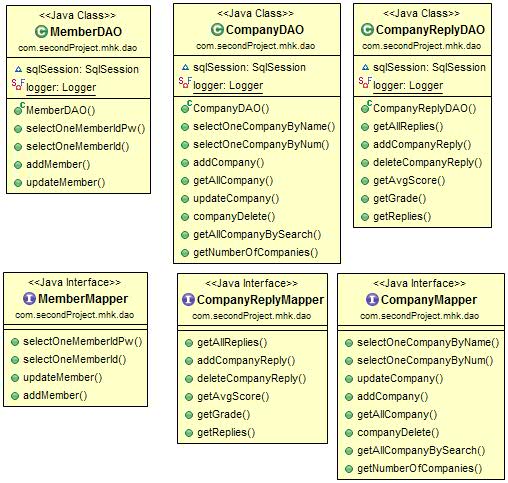 <<Java Class>>
MemberDAO
com.secondProject.mhk.dao
sqlSession: SqlSession
logger: Logger
MemberDAO()
selectOneMemberIdPw()
selectOneMemberId()
addMember()
updateMember()
<<Java Class>>
CompanyDAO
com.secondProject.mhk.dao
sqlSession: SqlSession
logger: Logger
CompanyDAO()
selectOneCompanyByName()
selectOneCompanyByNum()
addCompany()
getAllCompany()
updateCompany()
companyDelete()
getAllCompanyBySearch()
getNumberOfCompanies()
<<Java Class>>
CompanyReplyDAO
com.secondProject.mhk.dao
sqlSession: SqlSession
logger: Logger
CompanyReplyDAO()
getAllReplies()
addCompanyReply()
deleteCompanyReply()
getAvgScore()
getGrade()
getReplies()
<<Java Interface>>
MemberMapper
com.secondProject.mhk.dao
selectOneMemberIdPw()
selectOneMemberId()
updateMember()
addMember()
<<Java Interface>>
CompanyReplyMapper
com.secondProject.mhk.dao
getAllReplies()
addCompanyReply()
deleteCompanyReply()
getAvgScore()
getGrade()
getReplies()
<<Java Interface>>
CompanyMapper
com.secondProject.mhk.dao
selectOneCompanyByName()
selectOneCompanyByNum()
updateCompany()
addCompany()
getAllCompany()
companyDelete()
getAllCompanyBySearch()
getNumberOfCompanies()